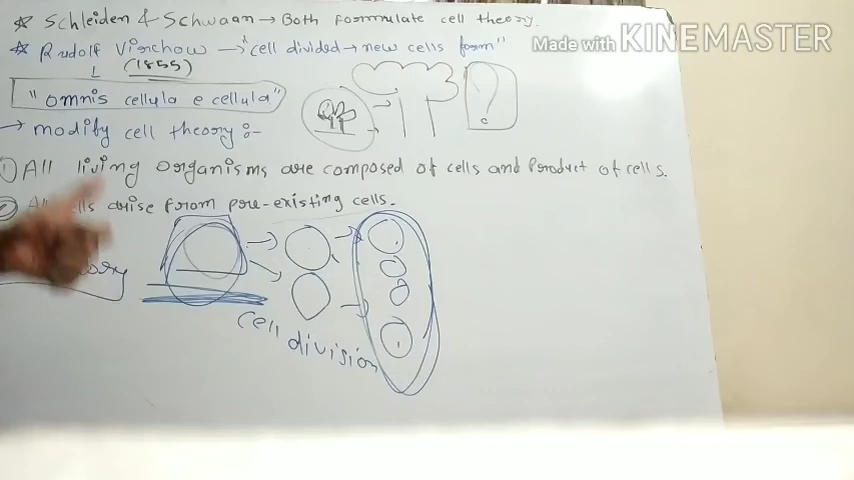 ☆ Schleiden & Schwaan → Both formulate cell theory.
Made with KINEMASTER
☆ Rudolf Virchow → "cell divided → new cells form"
(1855)
"omnis cellula e cellula"
?
→ modify cell theory :-
① All living organisms are composed of cells and Product of cells.
② cells arise from pre-existing cells.
cell division